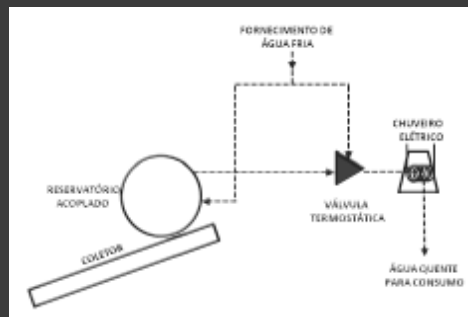 FORNECIMENTO DE
ÁGUA FRIA
CHUVEIRO
ELÉTRICO
RESERVATÓRIO
ACOPLADO
VÁLVULA
TERMOSTÁTICA
COLETOR
ÁGUA QUENTE
PARA CONSUMO